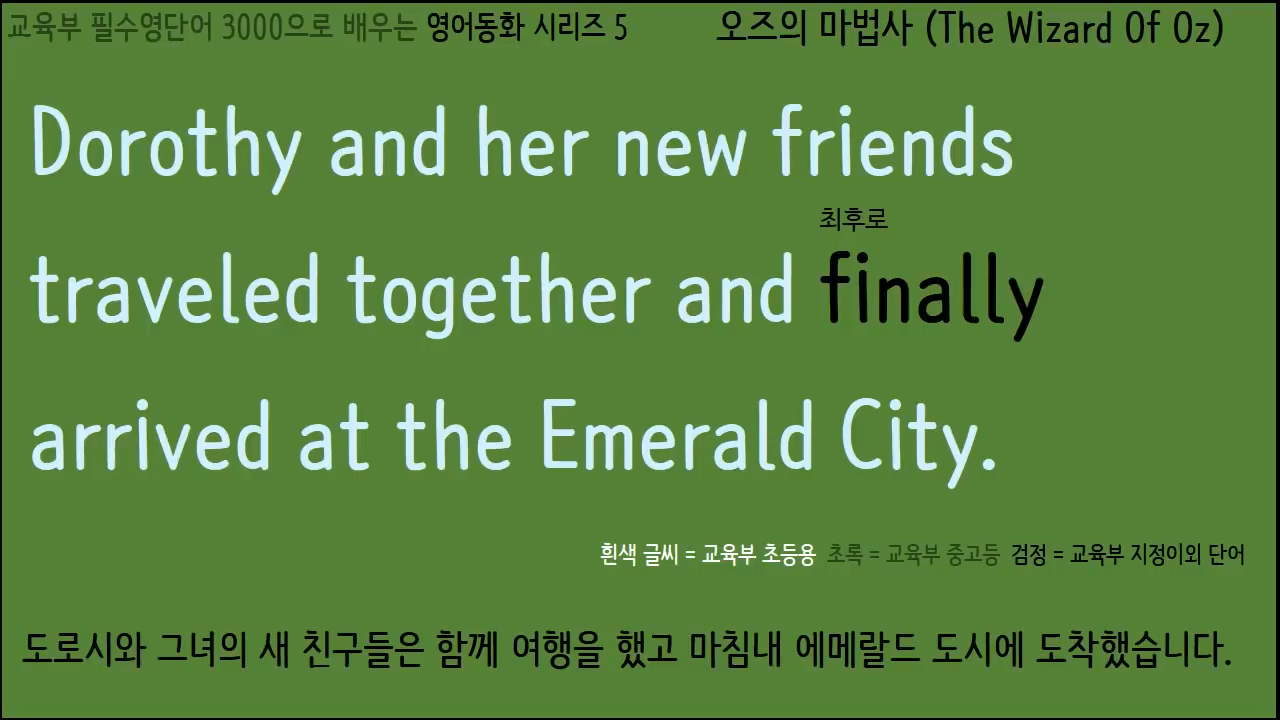 교육부 필수영단어 3000으로 배우는 영어동화 시리즈 5 오즈의 마법사 (The Wizard Of Oz)
Dorothy and her new friends
최후로
traveled together and finally
arrived at the Emerald City.
흰색 글씨 = 교육부 초등용 초록 = 교육부 중고등 검정 = 교육부 지정이외 단어
도로시와 그녀의 새 친구들은 함께 여행을 했고 마침내 에메랄드 도시에 도착했습니다.